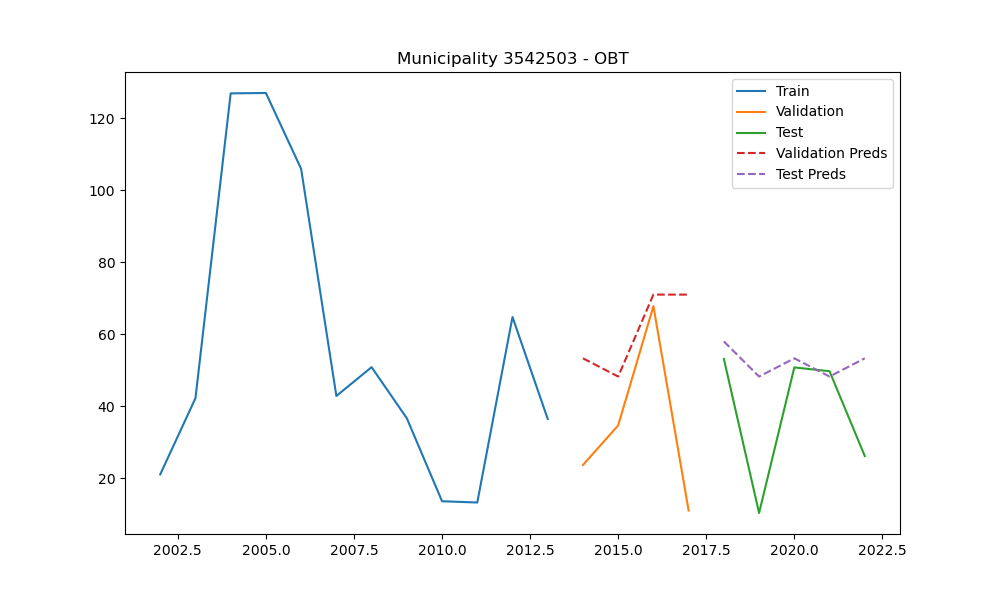 Municipality 3542503 - OBT
Train
Validation
Test
Validation Preds
Test Preds
120
100
80
60
40
20
2002.5 2005.0 2007.5 2010.0 2012.5 2015.0 2017.5 2020.0 2022.5